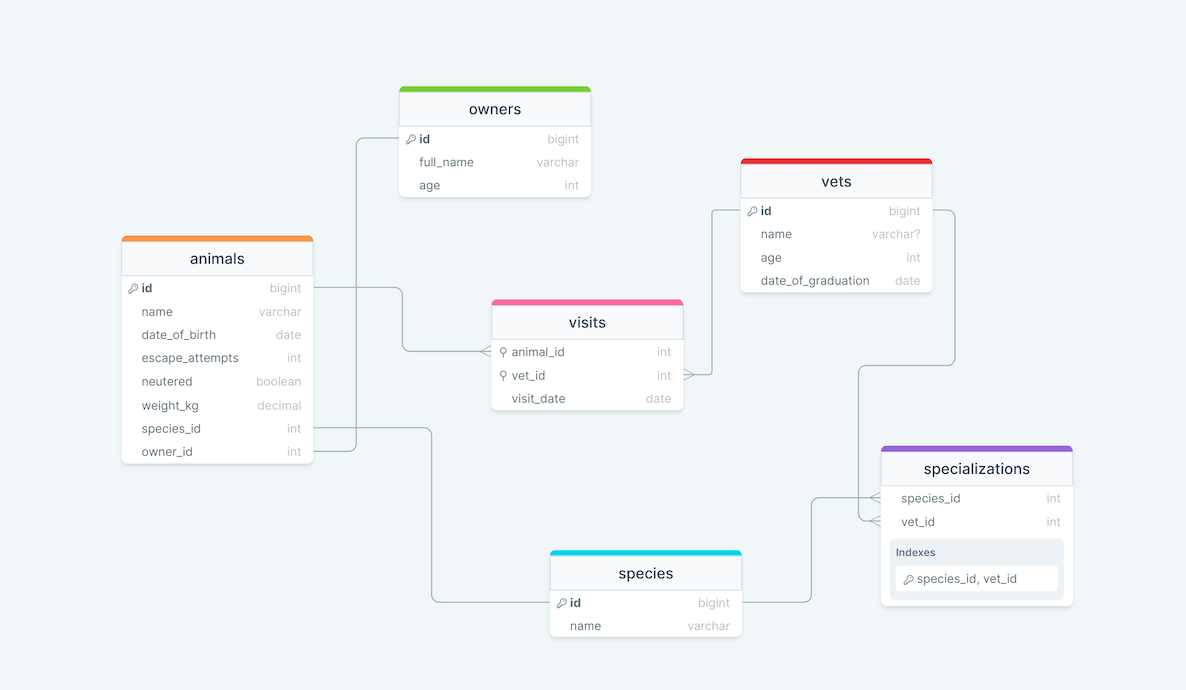 owners
id bigint
full_name varchar
age int
vets
id bigint
name varchar?
age int
date_of_graduation date
animals
id bigint
name varchar
date_of_birth date
escape_attempts int
neutered boolean
weight_kg decimal
species_id int
owner_id int
visits
animal_id int
vet_id int
visit_date date
specializations
species_id int
vet_id int
Indexes
species_id, vet_id
species
id bigint
name varchar